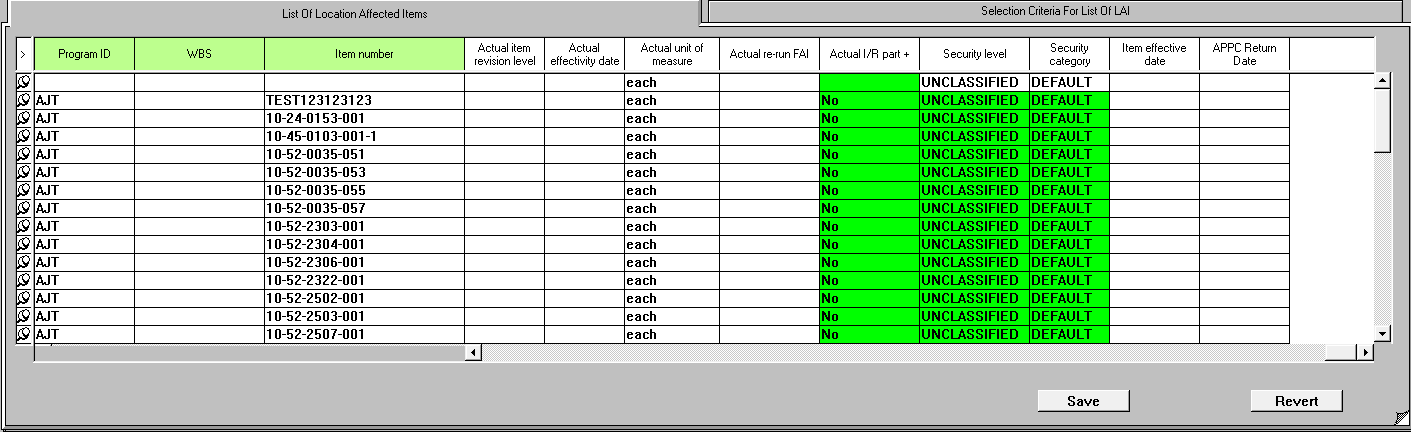 List Of Location Affected Items
Selection Criteria For List Of LAI
> Program ID WBS Item number Actual item revision level Actual effectivity date Actual unit of measure Actual re-run FAI Actual I/R part + Security level Security category Item effective date APPC Return Date
each UNCLASSIFIED DEFAULT
AJT TEST123123123 each No UNCLASSIFIED DEFAULT
AJT 10-24-0153-001 each No UNCLASSIFIED DEFAULT
AJT 10-45-0103-001-1 each No UNCLASSIFIED DEFAULT
AJT 10-52-0035-051 each No UNCLASSIFIED DEFAULT
AJT 10-52-0035-053 each No UNCLASSIFIED DEFAULT
AJT 10-52-0035-055 each No UNCLASSIFIED DEFAULT
AJT 10-52-0035-057 each No UNCLASSIFIED DEFAULT
AJT 10-52-2303-001 each No UNCLASSIFIED DEFAULT
AJT 10-52-2304-001 each No UNCLASSIFIED DEFAULT
AJT 10-52-2306-001 each No UNCLASSIFIED DEFAULT
AJT 10-52-2322-001 each No UNCLASSIFIED DEFAULT
AJT 10-52-2502-001 each No UNCLASSIFIED DEFAULT
AJT 10-52-2503-001 each No UNCLASSIFIED DEFAULT
AJT 10-52-2507-001 each No UNCLASSIFIED DEFAULT
Save Revert